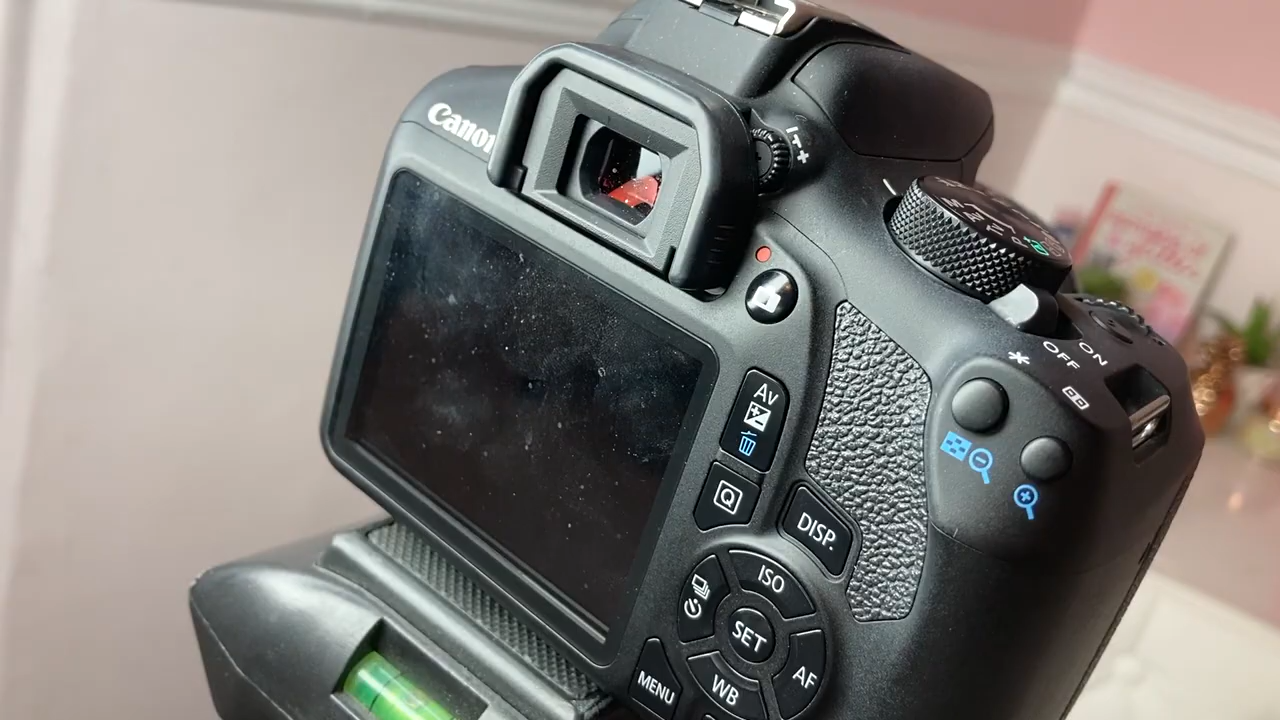 Canon
ON
OFF
Av
Q
DISP.
ISO
SET
AF
WB
MENU